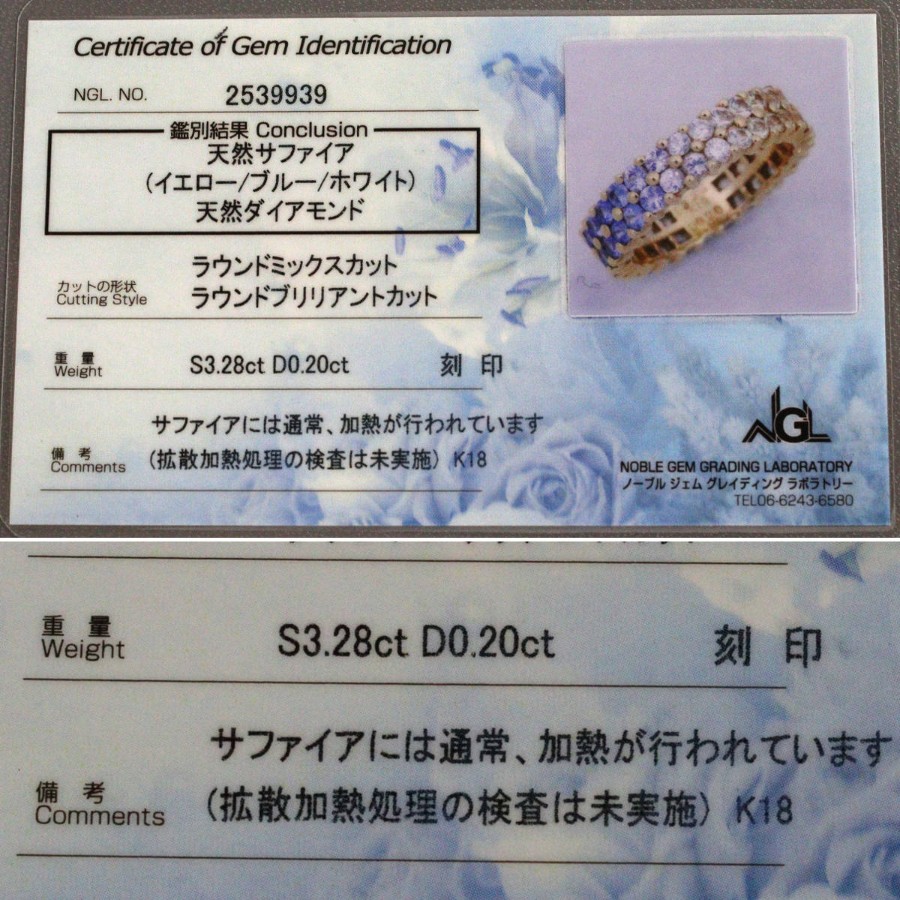 Certificate of Gem Identification
NGL. NO. 2539939
鑑別結果 Conclusion
天然サファイア
(イエロー/ブルー/ホワイト)
天然ダイアモンド
カットの形状
Cutting Style
ラウンドミックスカット
ラウンドブリリアントカット
重量
Weight
S3.28ct D0.20ct 刻印
備考
Comments
サファイアには通常、加熱が行われています
(拡散加熱処理の検査は未実施) K18
NGL
NOBLE GEM GRADING LABORATORY
ノーブル ジェム グレイディング ラボラトリー
TEL06-6243-6580
重量
Weight
S3.28ct D0.20ct 刻印
備考
Comments
サファイアには通常、加熱が行われています
(拡散加熱処理の検査は未実施) K18